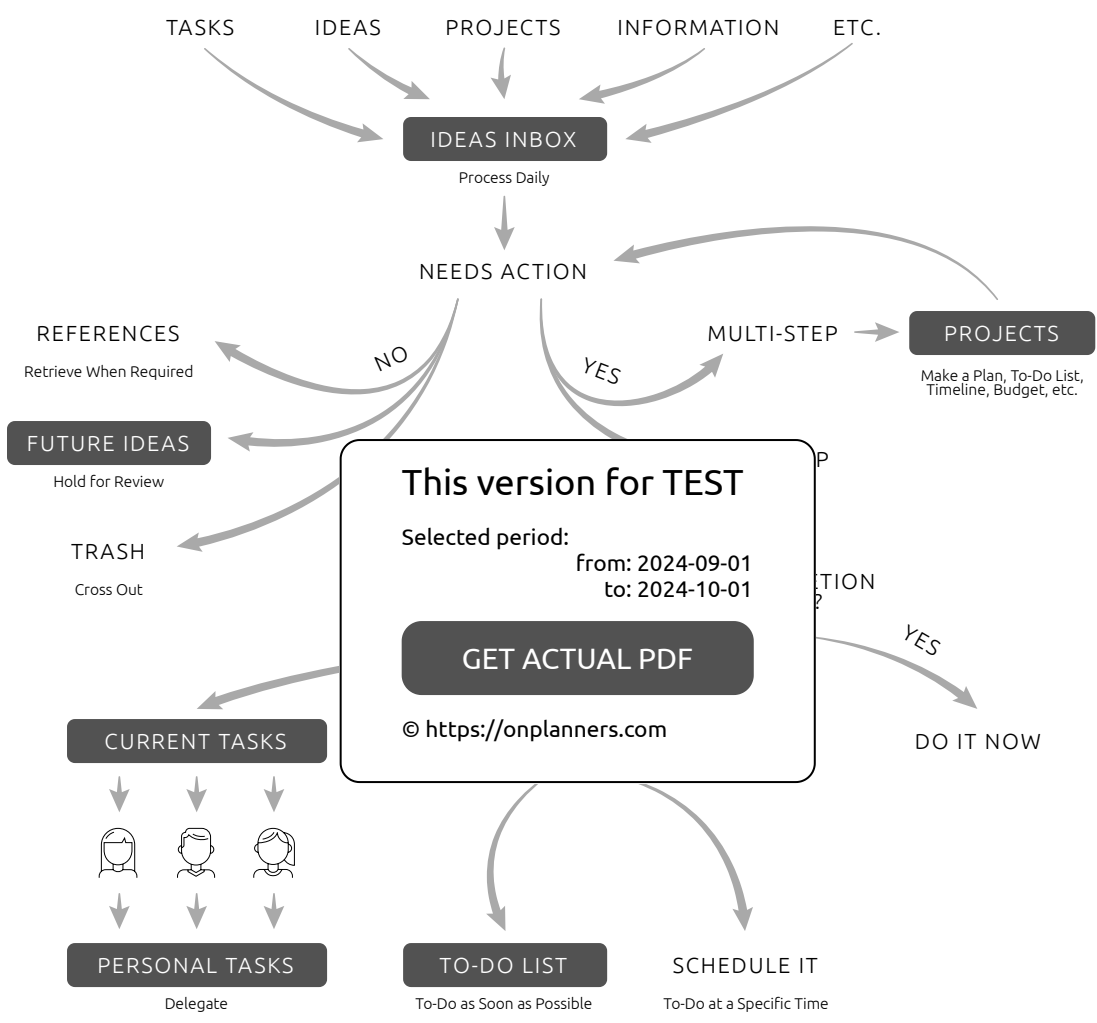 TASKS
IDEAS
PROJECTS
INFORMATION
ETC.
IDEAS INBOX
Process Daily
NEEDS ACTION
REFERENCES
Retrieve When Required
NO
YES
MULTI-STEP
PROJECTS
Make a Plan, To-Do List,
Timeline, Budget, etc.
FUTURE IDEAS
Hold for Review
TRASH
Cross Out
This version for TEST
Selected period:
from: 2024-09-01
to: 2024-10-01
GET ACTUAL PDF
© https://onplanners.com
YES
DO IT NOW
CURRENT TASKS
PERSONAL TASKS
Delegate
TO-DO LIST
To-Do as Soon as Possible
SCHEDULE IT
To-Do at a Specific Time